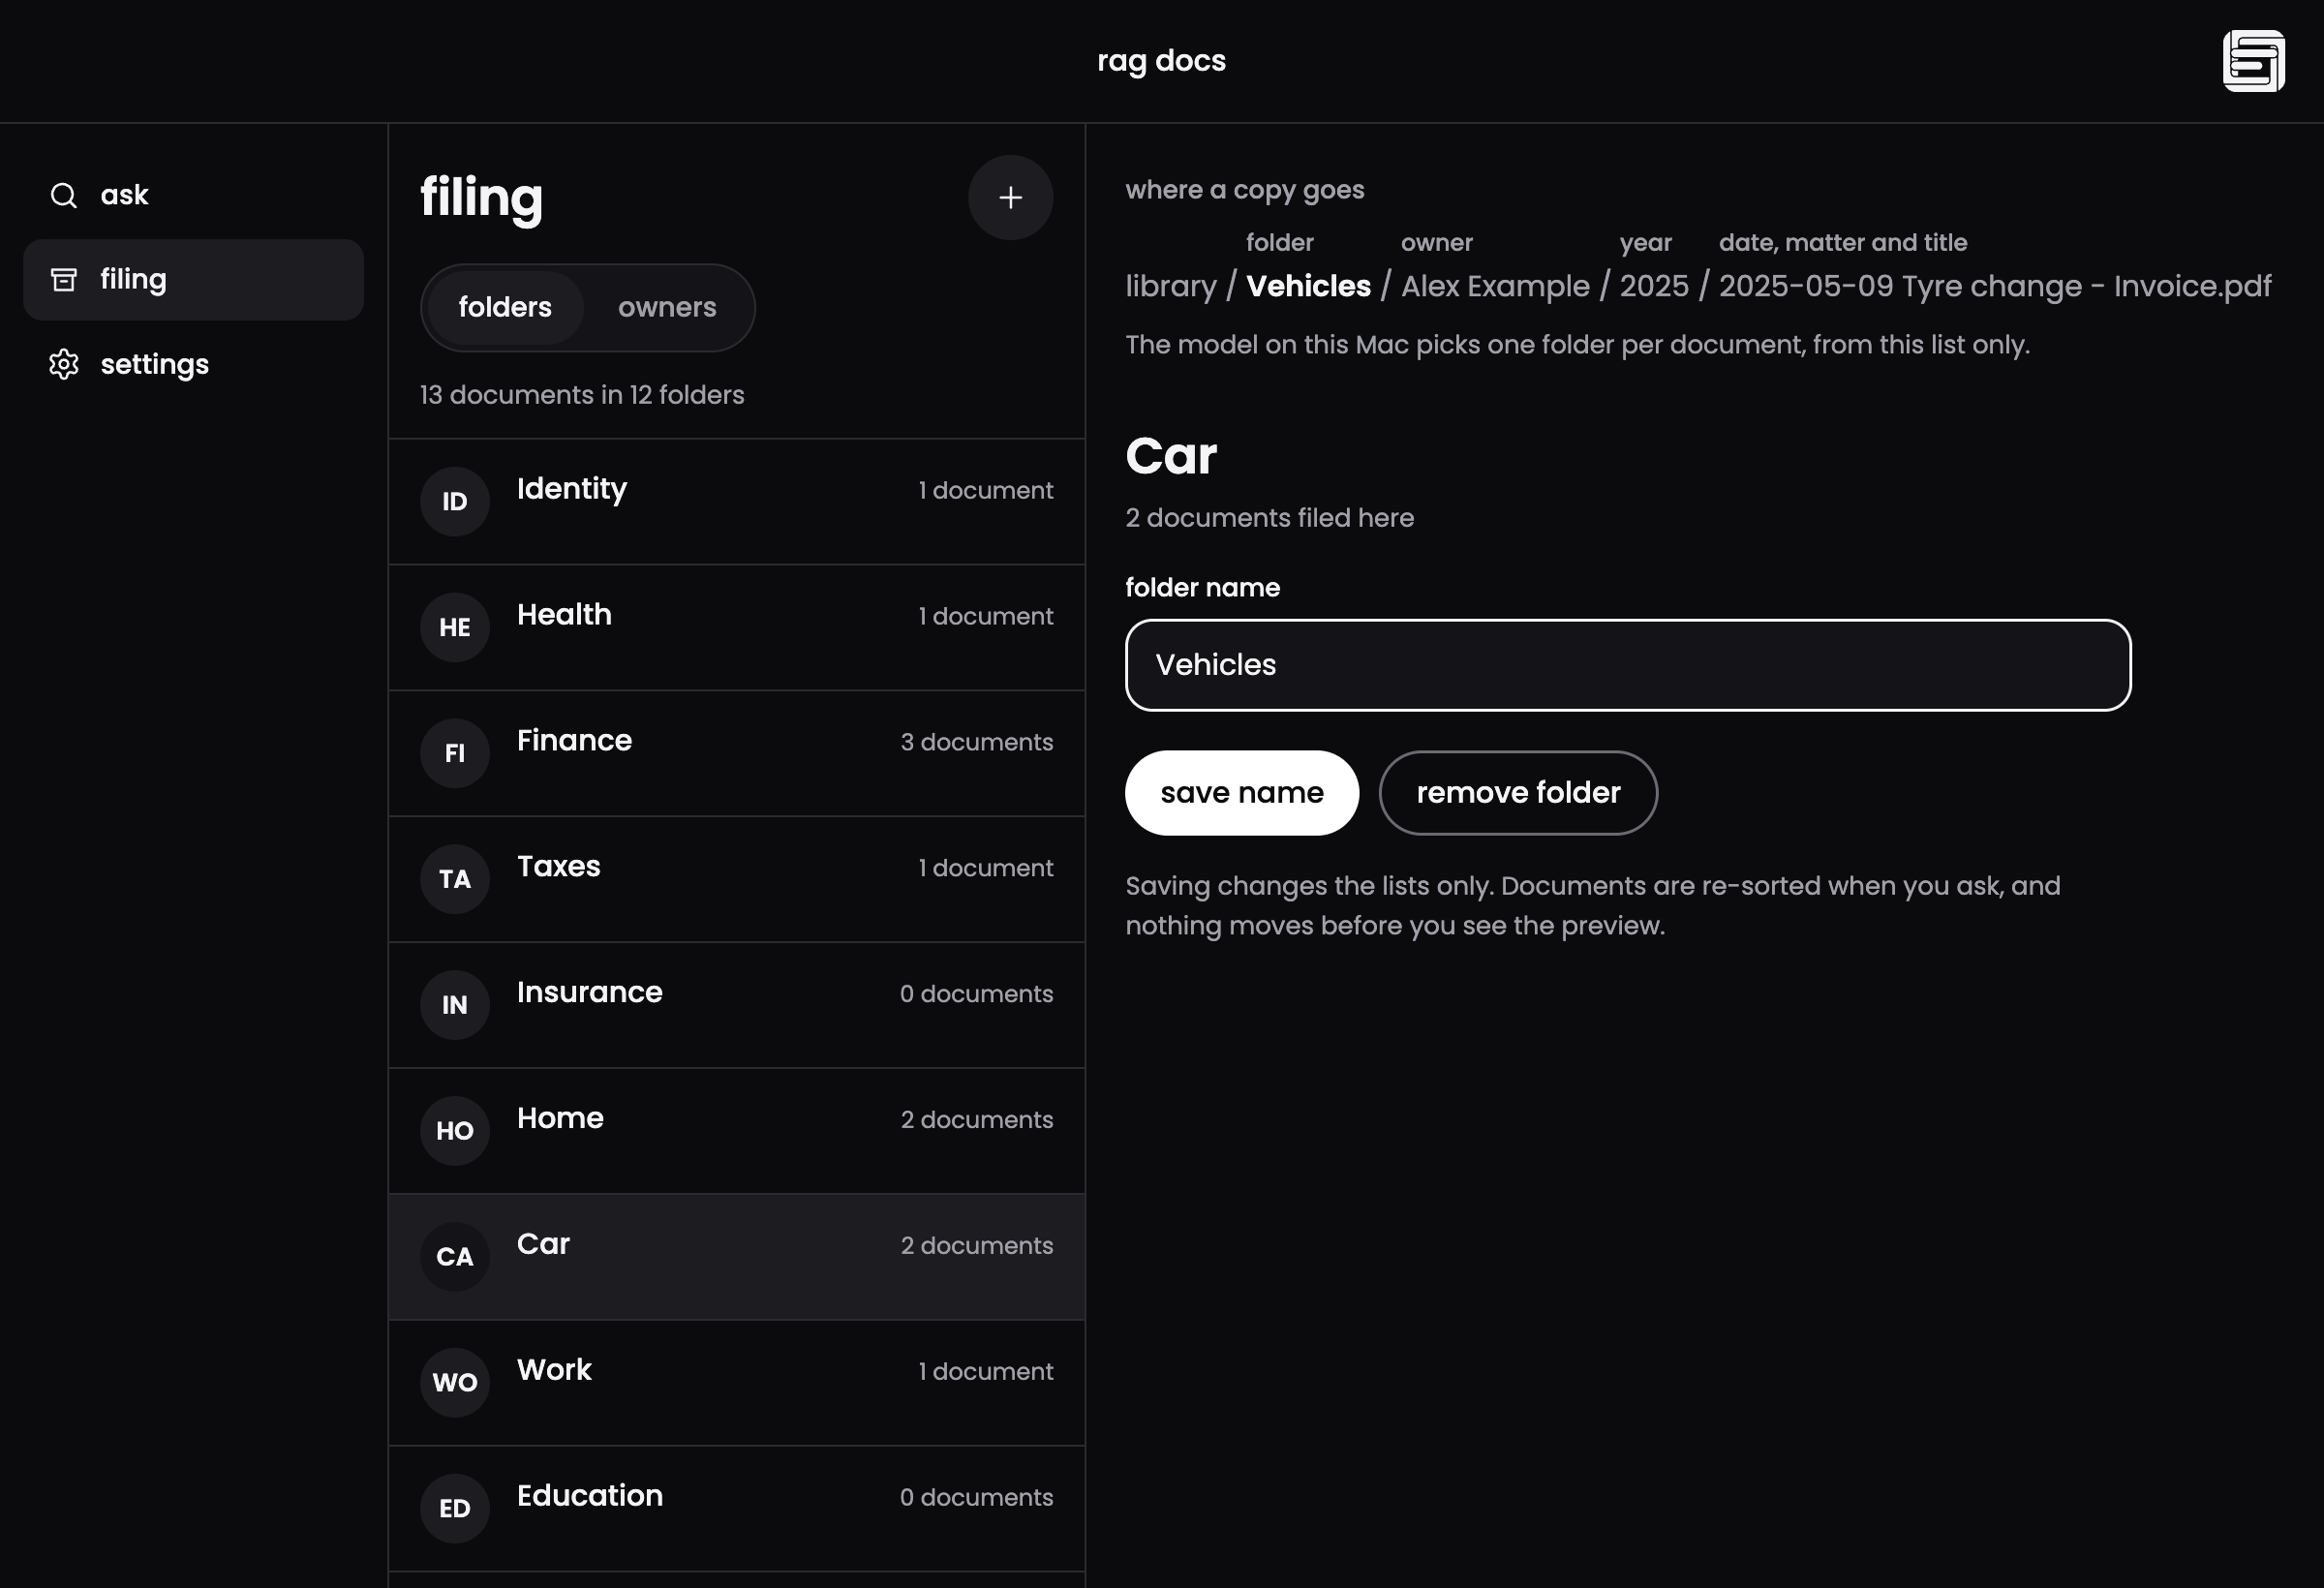 rag docs
ask
filing
settings
filing
+
folders owners
13 documents in 12 folders
ID Identity 1 document
HE Health 1 document
FI Finance 3 documents
TA Taxes 1 document
IN Insurance 0 documents
HO Home 2 documents
CA Car 2 documents
WO Work 1 document
ED Education 0 documents
where a copy goes
folder owner year date, matter and title
library / Vehicles / Alex Example / 2025 / 2025-05-09 Tyre change - Invoice.pdf
The model on this Mac picks one folder per document, from this list only.
Car
2 documents filed here
folder name
Vehicles
save name remove folder
Saving changes the lists only. Documents are re-sorted when you ask, and
nothing moves before you see the preview.